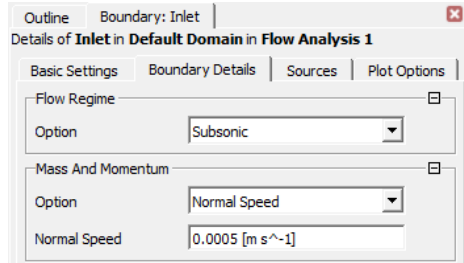 Outline Boundary: Inlet
Details of Inlet in Default Domain in Flow Analysis 1
Basic Settings Boundary Details Sources Plot Options
Flow Regime
Option Subsonic
Mass And Momentum
Option Normal Speed
Normal Speed 0.0005 [m s^-1]